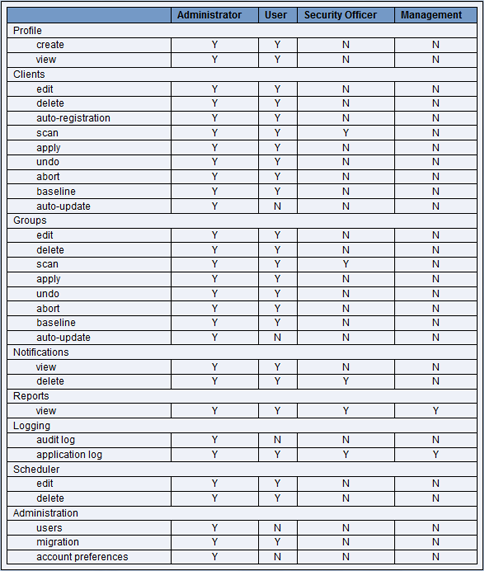 Administrator User Security Officer Management
Profile
create Y Y N N
view Y Y N N
Clients
edit Y Y N N
delete Y Y N N
auto-registration Y Y N N
scan Y Y Y N
apply Y Y N N
undo Y Y N N
abort Y Y N N
baseline Y Y N N
auto-update Y N N N
Groups
edit Y Y N N
delete Y Y N N
scan Y Y Y N
apply Y Y N N
undo Y Y N N
abort Y Y N N
baseline Y Y N N
auto-update Y N N N
Notifications
view Y Y N N
delete Y Y Y N
Reports
view Y Y Y Y
Logging
audit log Y N N N
application log Y Y Y Y
Scheduler
edit Y Y N N
delete Y Y N N
Administration
users Y N N N
migration Y Y N N
account preferences Y N N N